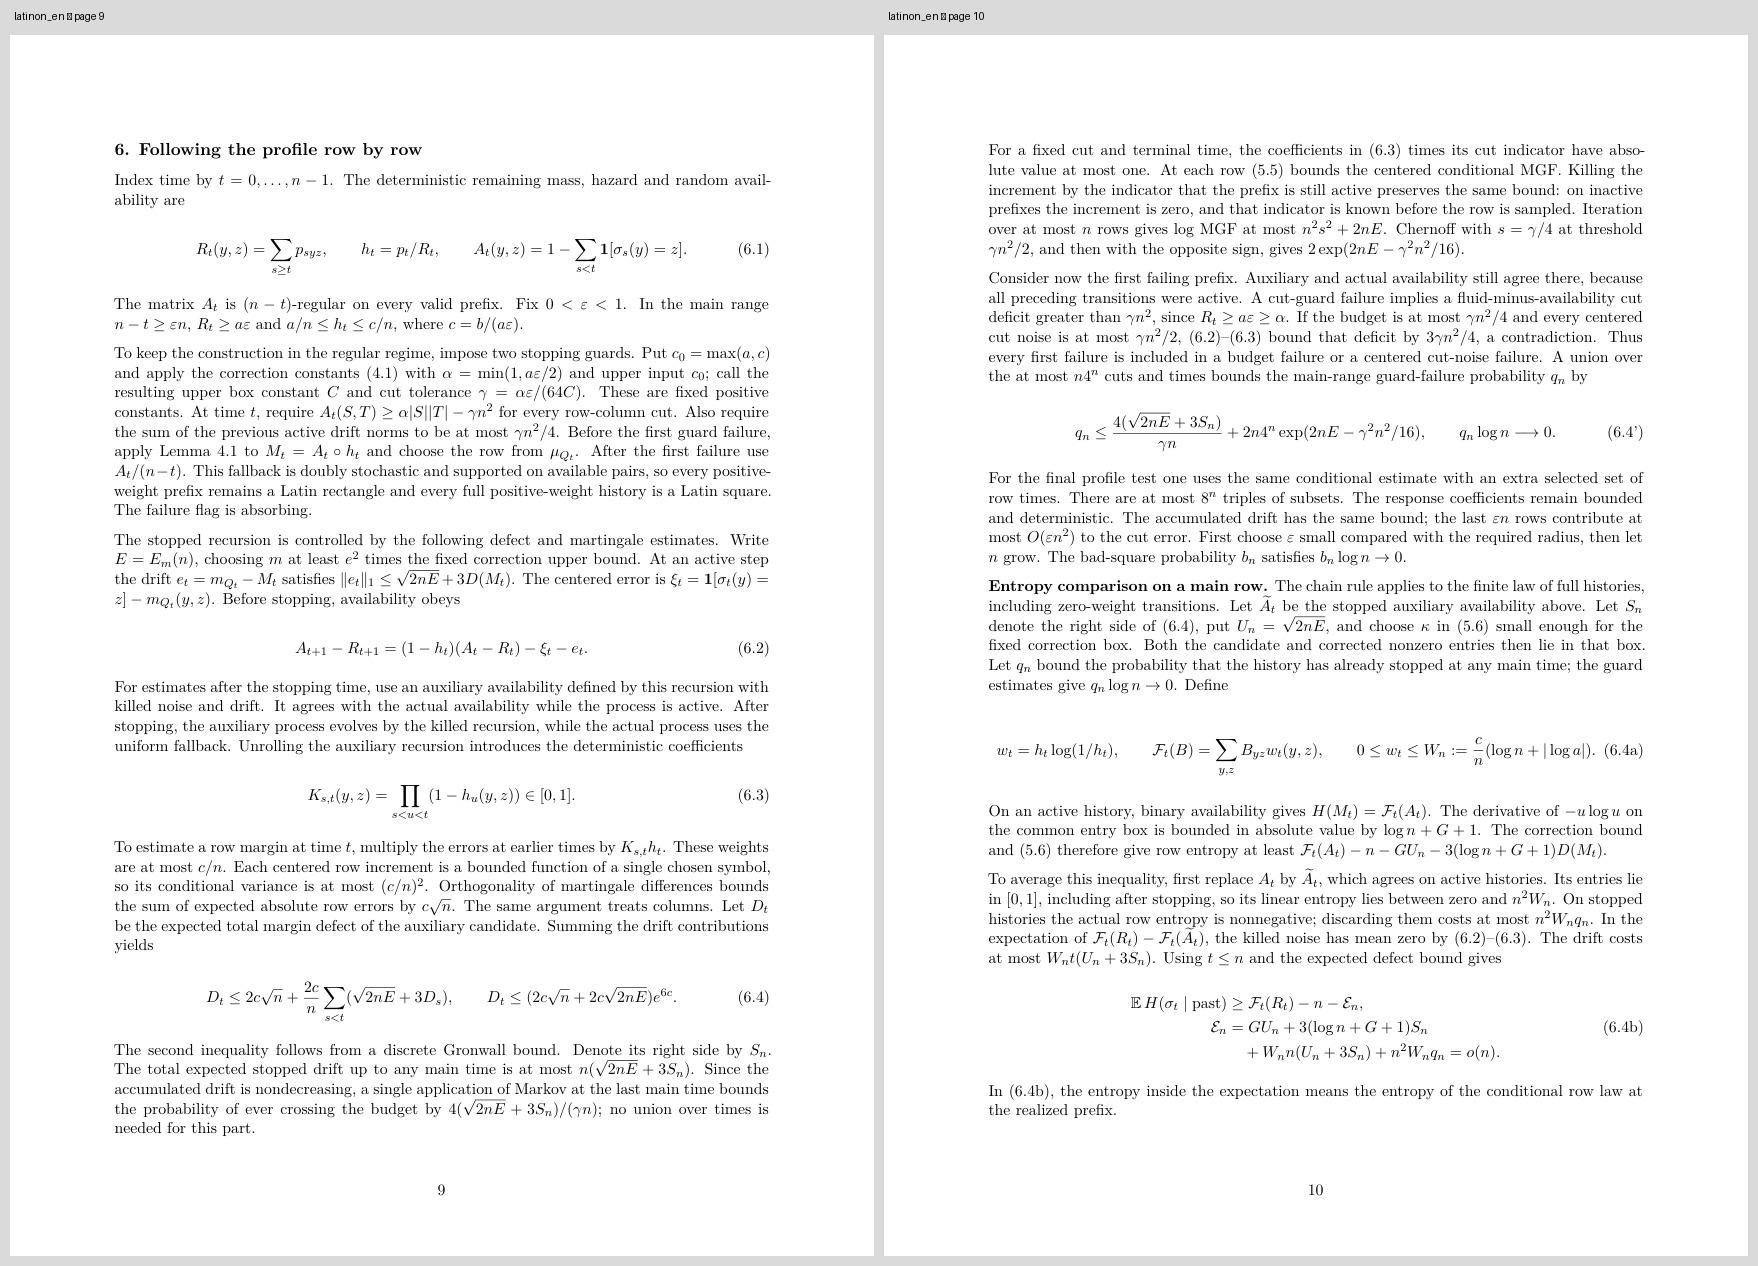 latinon_en page 9
6. Following the profile row by row
Index time by t = 0, . . . , n − 1. The deterministic remaining mass, hazard and random avail-
ability are
R_t(y, z) = ∑_{s≥t} p_{syz}, h_t = p_t/R_t, A_t(y, z) = 1 − ∑_{s<t} 1[σ_s(y) = z]. (6.1)
The matrix A_t is (n − t)-regular on every valid prefix. Fix 0 < ε < 1. In the main range
n − t ≥ εn, R_t ≥ aε and a/n ≤ h_t ≤ c/n, where c = b/(aε).
To keep the construction in the regular regime, impose two stopping guards. Put c_0 = max(a, c)
and apply the correction constants (4.1) with α = min(1, aε/2) and upper input c_0; call the
resulting upper box constant C and cut tolerance γ = αε/(64C). These are fixed positive
constants. At time t, require A_t(S, T) ≥ α|S||T| − γn² for every row-column cut. Also require
the sum of the previous active drift norms to be at most γn²/4. Before the first guard failure,
apply Lemma 4.1 to M_t = A_t ∘ h_t and choose the row from μ_{Q_t}. After the first failure use
A_t/(n−t). This fallback is doubly stochastic and supported on available pairs, so every positive-
weight prefix remains a Latin rectangle and every full positive-weight history is a Latin square.
The failure flag is absorbing.
The stopped recursion is controlled by the following defect and martingale estimates. Write
E = E_m(n), choosing m at least e² times the fixed correction upper bound. At an active step
the drift e_t = m_{Q_t} − M_t satisfies ‖e_t‖_1 ≤ √(2nE) + 3D(M_t). The centered error is ξ_t = 1[σ_t(y) =
z] − m_{Q_t}(y, z). Before stopping, availability obeys
A_{t+1} − R_{t+1} = (1 − h_t)(A_t − R_t) − ξ_t − e_t. (6.2)
For estimates after the stopping time, use an auxiliary availability defined by this recursion with
killed noise and drift. It agrees with the actual availability while the process is active. After
stopping, the auxiliary process evolves by the killed recursion, while the actual process uses the
uniform fallback. Unrolling the auxiliary recursion introduces the deterministic coefficients
K_{s,t}(y, z) = ∏_{s<u<t} (1 − h_u(y, z)) ∈ [0, 1]. (6.3)
To estimate a row margin at time t, multiply the errors at earlier times by K_{s,t}h_t. These weights
are at most c/n. Each centered row increment is a bounded function of a single chosen symbol,
so its conditional variance is at most (c/n)². Orthogonality of martingale differences bounds
the sum of expected absolute row errors by c√n. The same argument treats columns. Let D_t
be the expected total margin defect of the auxiliary candidate. Summing the drift contributions
yields
D_t ≤ 2c√n + (2c/n) ∑_{s<t} (√(2nE) + 3D_s), D_t ≤ (2c√n + 2c√(2nE))e^{6c}. (6.4)
The second inequality follows from a discrete Gronwall bound. Denote its right side by S_n.
The total expected stopped drift up to any main time is at most n(√(2nE) + 3S_n). Since the
accumulated drift is nondecreasing, a single application of Markov at the last main time bounds
the probability of ever crossing the budget by 4(√(2nE) + 3S_n)/(γn); no union over times is
needed for this part.
9
latinon_en page 10
For a fixed cut and terminal time, the coefficients in (6.3) times its cut indicator have abso-
lute value at most one. At each row (5.5) bounds the centered conditional MGF. Killing the
increment by the indicator that the prefix is still active preserves the same bound: on inactive
prefixes the increment is zero, and that indicator is known before the row is sampled. Iteration
over at most n rows gives log MGF at most n²s² + 2nE. Chernoff with s = γ/4 at threshold
γn²/2, and then with the opposite sign, gives 2 exp(2nE − γ²n²/16).
Consider now the first failing prefix. Auxiliary and actual availability still agree there, because
all preceding transitions were active. A cut-guard failure implies a fluid-minus-availability cut
deficit greater than γn², since R_t ≥ aε ≥ α. If the budget is at most γn²/4 and every centered
cut noise is at most γn²/2, (6.2)–(6.3) bound that deficit by 3γn²/4, a contradiction. Thus
every first failure is included in a budget failure or a centered cut-noise failure. A union over
the at most n4ⁿ cuts and times bounds the main-range guard-failure probability q_n by
q_n ≤ 4(√(2nE) + 3S_n)/(γn) + 2n4ⁿ exp(2nE − γ²n²/16), q_n log n ⟶ 0. (6.4’)
For the final profile test one uses the same conditional estimate with an extra selected set of
row times. There are at most 8ⁿ triples of subsets. The response coefficients remain bounded
and deterministic. The accumulated drift has the same bound; the last εn rows contribute at
most O(εn²) to the cut error. First choose ε small compared with the required radius, then let
n grow. The bad-square probability b_n satisfies b_n log n → 0.
Entropy comparison on a main row. The chain rule applies to the finite law of full histories,
including zero-weight transitions. Let Ã_t be the stopped auxiliary availability above. Let S_n
denote the right side of (6.4), put U_n = √(2nE), and choose κ in (5.6) small enough for the
fixed correction box. Both the candidate and corrected nonzero entries then lie in that box.
Let q_n bound the probability that the history has already stopped at any main time; the guard
estimates give q_n log n → 0. Define
w_t = h_t log(1/h_t), ℱ_t(B) = ∑_{y,z} B_{yz}w_t(y, z), 0 ≤ w_t ≤ W_n := (c/n)(log n + | log a|). (6.4a)
On an active history, binary availability gives H(M_t) = ℱ_t(A_t). The derivative of −u log u on
the common entry box is bounded in absolute value by log n + G + 1. The correction bound
and (5.6) therefore give row entropy at least ℱ_t(A_t) − n − GU_n − 3(log n + G + 1)D(M_t).
To average this inequality, first replace A_t by Ã_t, which agrees on active histories. Its entries lie
in [0, 1], including after stopping, so its linear entropy lies between zero and n²W_n. On stopped
histories the actual row entropy is nonnegative; discarding them costs at most n²W_nq_n. In the
expectation of ℱ_t(R_t) − ℱ_t(Ã_t), the killed noise has mean zero by (6.2)–(6.3). The drift costs
at most W_nt(U_n + 3S_n). Using t ≤ n and the expected defect bound gives
𝔼 H(σ_t | past) ≥ ℱ_t(R_t) − n − ℰ_n,
ℰ_n = GU_n + 3(log n + G + 1)S_n (6.4b)
+ W_nn(U_n + 3S_n) + n²W_nq_n = o(n).
In (6.4b), the entropy inside the expectation means the entropy of the conditional row law at
the realized prefix.
10